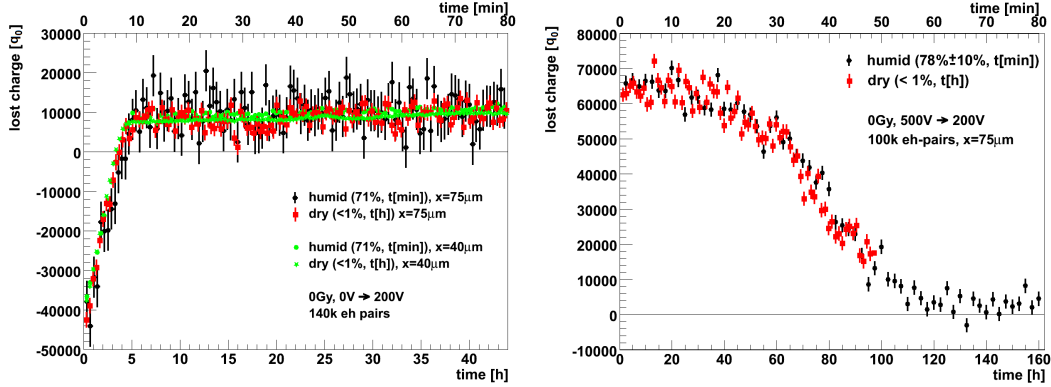 time [min]
0 10 20 30 40 50 60 70 80
lost charge [q0]
30000
20000
10000
0
-10000
-20000
-30000
-40000
-50000
humid (71%, t[min]), x=75μm
dry (<1%, t[h]) x=75μm
humid (71%, t[min]), x=40μm
dry (<1%, t[h]), x=40μm
0Gy, 0V → 200V
140k eh pairs
0 5 10 15 20 25 30 35 40
time [h]
time [min]
0 10 20 30 40 50 60 70 80
lost charge [q0]
80000
70000
60000
50000
40000
30000
20000
10000
0
-10000
humid (78%±10%, t[min])
dry (< 1%, t[h])
0Gy, 500V → 200V
100k eh-pairs, x=75μm
0 20 40 60 80 100 120 140 160
time [h]